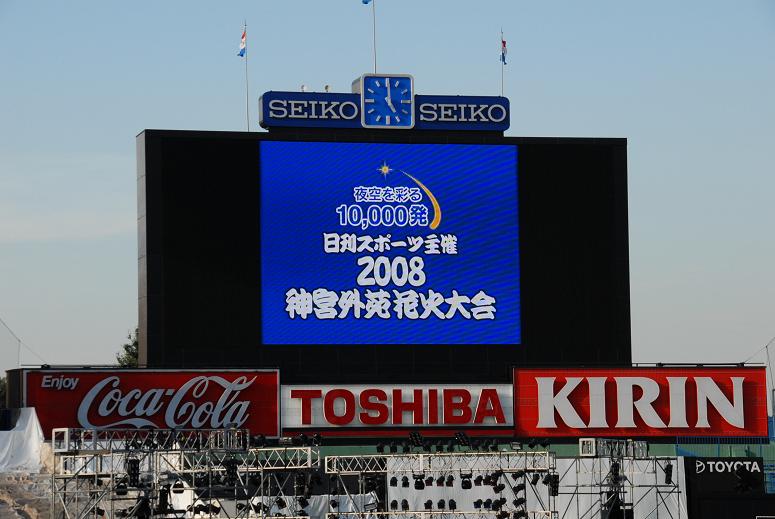 SEIKO SEIKO
夜空を彩る
10,000発
日刊スポーツ主催
2008
神宮外苑花火大会
Enjoy
Coca-Cola
TOSHIBA
KIRIN
TOYOTA